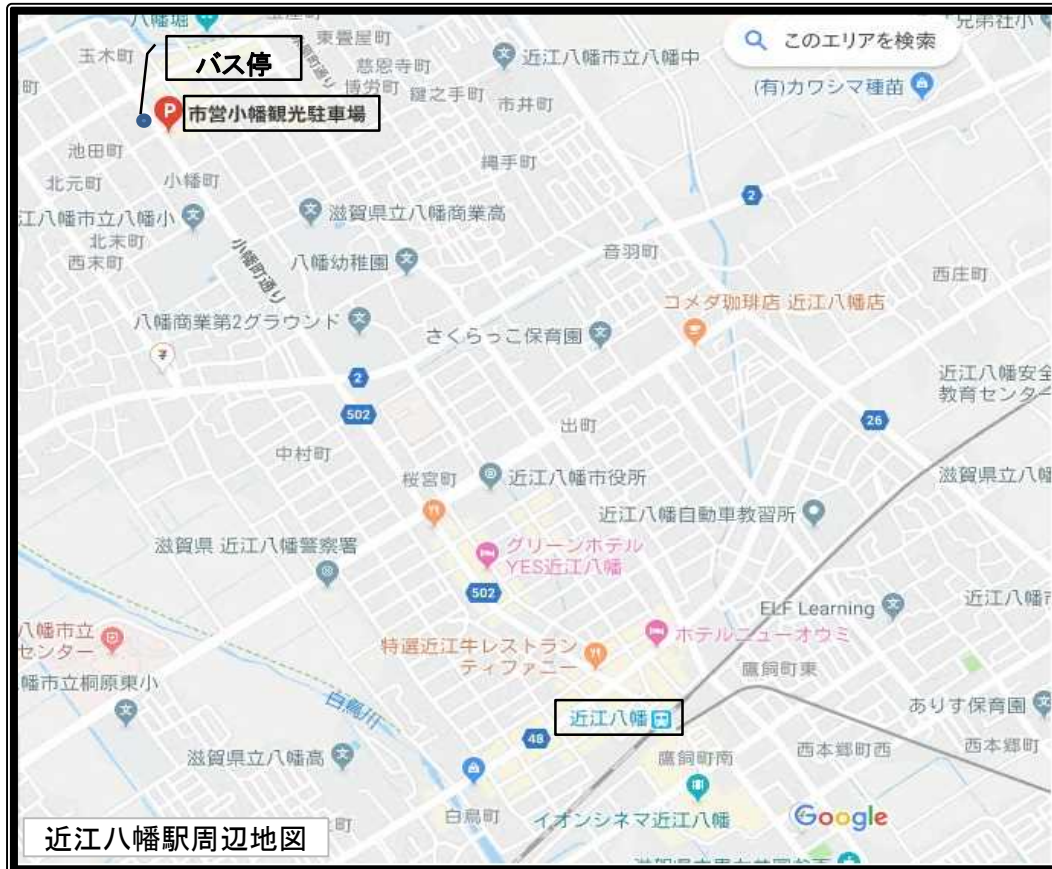 八幡堀
玉木町
東畳屋町
バス停
慈恩寺町
近江八幡市立八幡中
このエリアを検索
兄弟社小
博労町
鍵之手町
市井町
(有)カワシマ種苗
P
市営小幡観光駐車場
池田町
縄手町
北元町
小幡町
2
江八幡市立八幡小
滋賀県立八幡商業高
北末町
西末町
小幡町通り
八幡幼稚園
音羽町
西庄町
コメダ珈琲店 近江八幡店
八幡商業第2グラウンド
さくらっこ保育園
2
近江八幡安全
教育センター
502
出町
26
中村町
桜宮町
近江八幡市役所
滋賀県立八幡
近江八幡自動車教習所
滋賀県 近江八幡警察署
グリーンホテル
YES近江八幡
502
ELF Learning
近江八幡市
八幡市立
センター
特選近江牛レストラン
ティファニー
ホテルニューオウミ
鷹飼町東
幡市立桐原東小
白鳥川
近江八幡
ありす保育園
48
滋賀県立八幡高
鷹飼町南
西本郷町西
西本郷町
白鳥町
イオンシネマ近江八幡
Google
近江八幡駅周辺地図
町